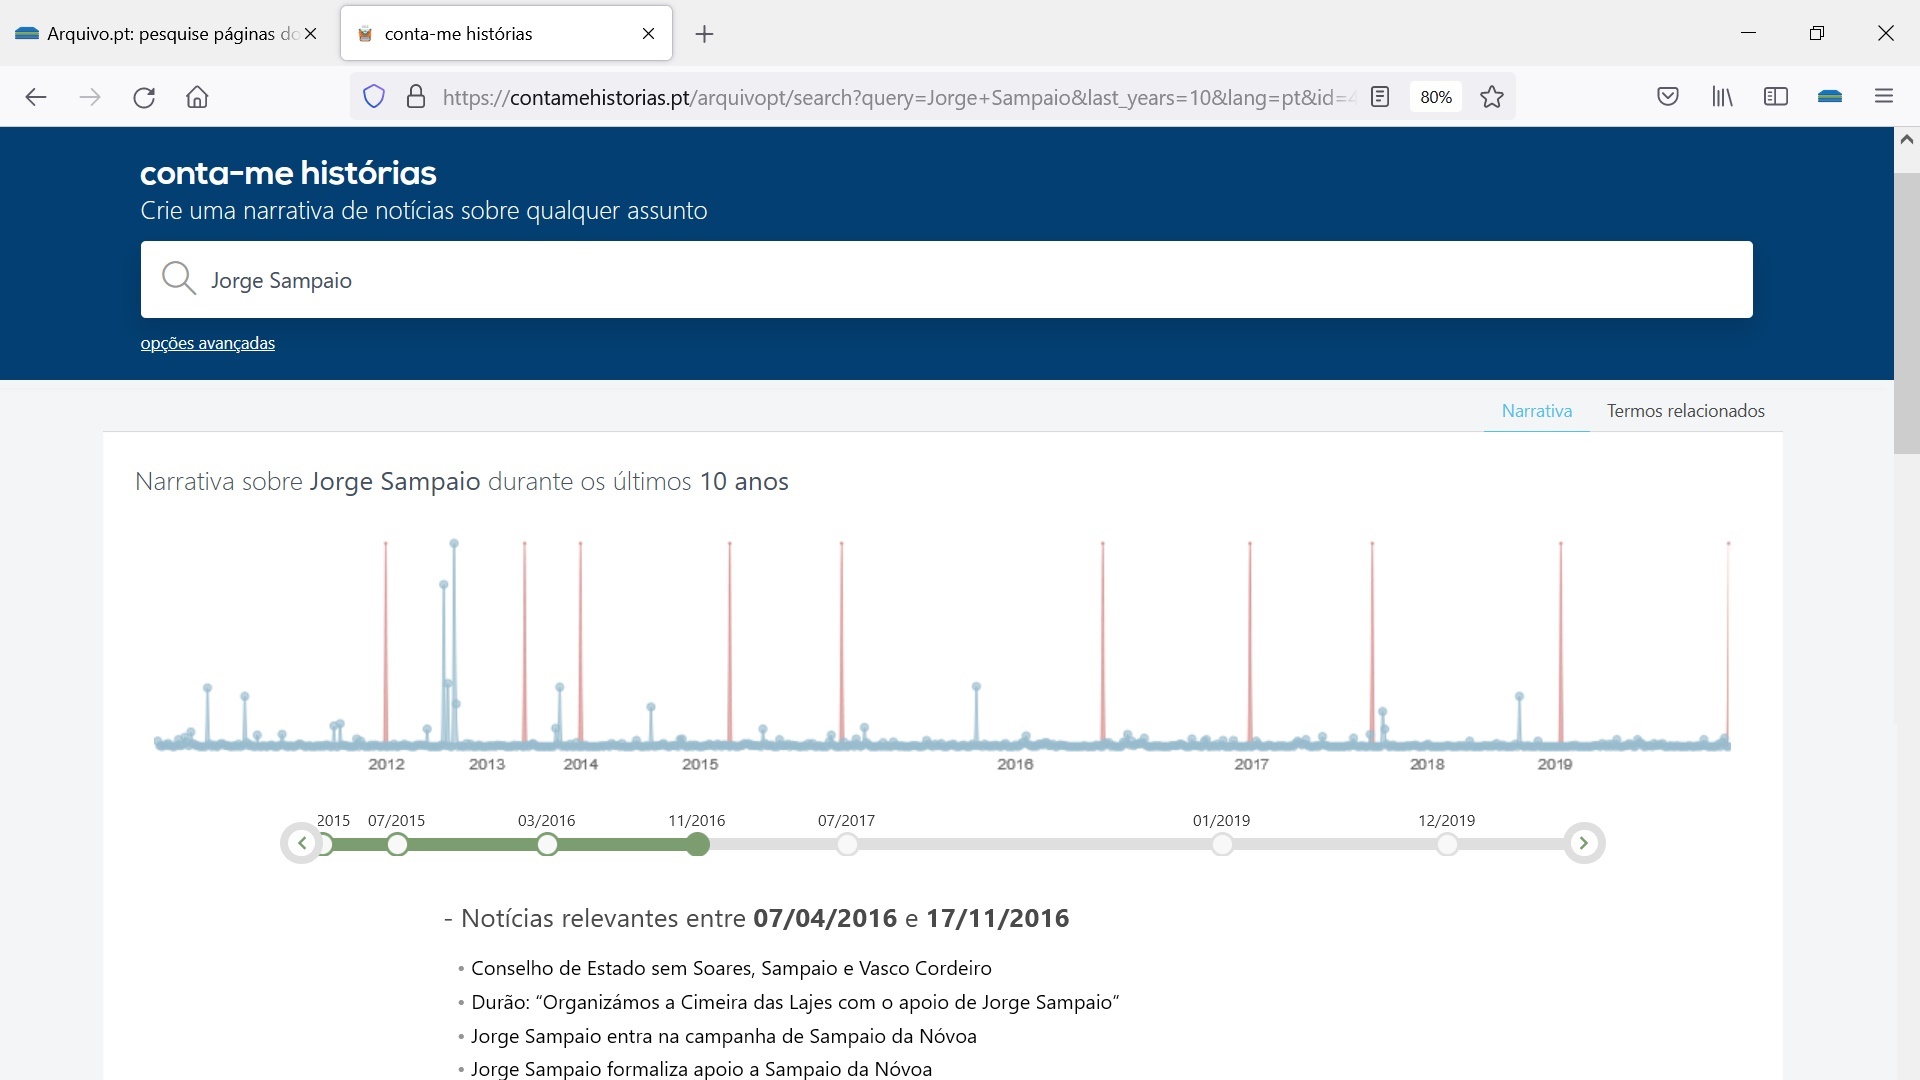 Arquivo.pt: pesquise páginas do
conta-me histórias
https://contamehistorias.pt/arquivopt/search?query=Jorge+Sampaio&last_years=10&lang=pt&id=4
80%
conta-me histórias
Crie uma narrativa de notícias sobre qualquer assunto
Jorge Sampaio
opções avançadas
Narrativa
Termos relacionados
Narrativa sobre Jorge Sampaio durante os últimos 10 anos
2012 2013 2014 2015 2016 2017 2018 2019
2015 07/2015 03/2016 11/2016 07/2017 01/2019 12/2019
- Notícias relevantes entre 07/04/2016 e 17/11/2016
• Conselho de Estado sem Soares, Sampaio e Vasco Cordeiro
• Durão: “Organizámos a Cimeira das Lajes com o apoio de Jorge Sampaio”
• Jorge Sampaio entra na campanha de Sampaio da Nóvoa
• Jorge Sampaio formaliza apoio a Sampaio da Nóvoa